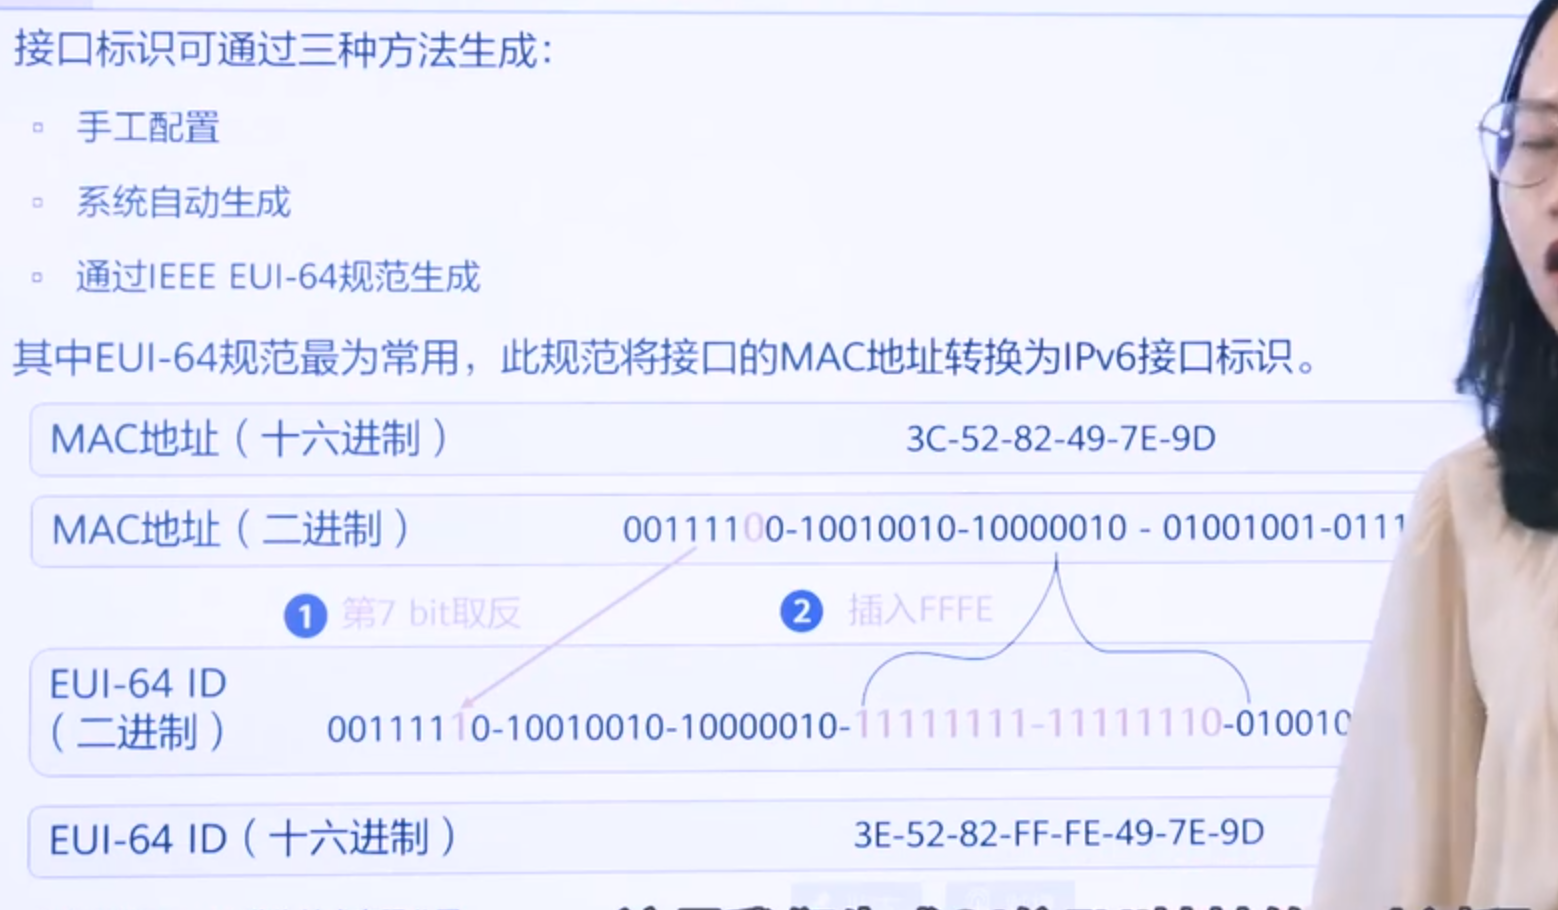 接口标识可通过三种方法生成：
▫ 手工配置
▫ 系统自动生成
▫ 通过IEEE EUI-64规范生成
其中EUI-64规范最为常用，此规范将接口的MAC地址转换为IPv6接口标识。
MAC地址（十六进制） 3C-52-82-49-7E-9D
MAC地址（二进制） 00111100-10010010-10000010 - 01001001-0111
1 第7 bit取反 2 插入FFFE
EUI-64 ID
（二进制） 00111110-10010010-10000010-11111111-11111110-010010
EUI-64 ID（十六进制） 3E-52-82-FF-FE-49-7E-9D